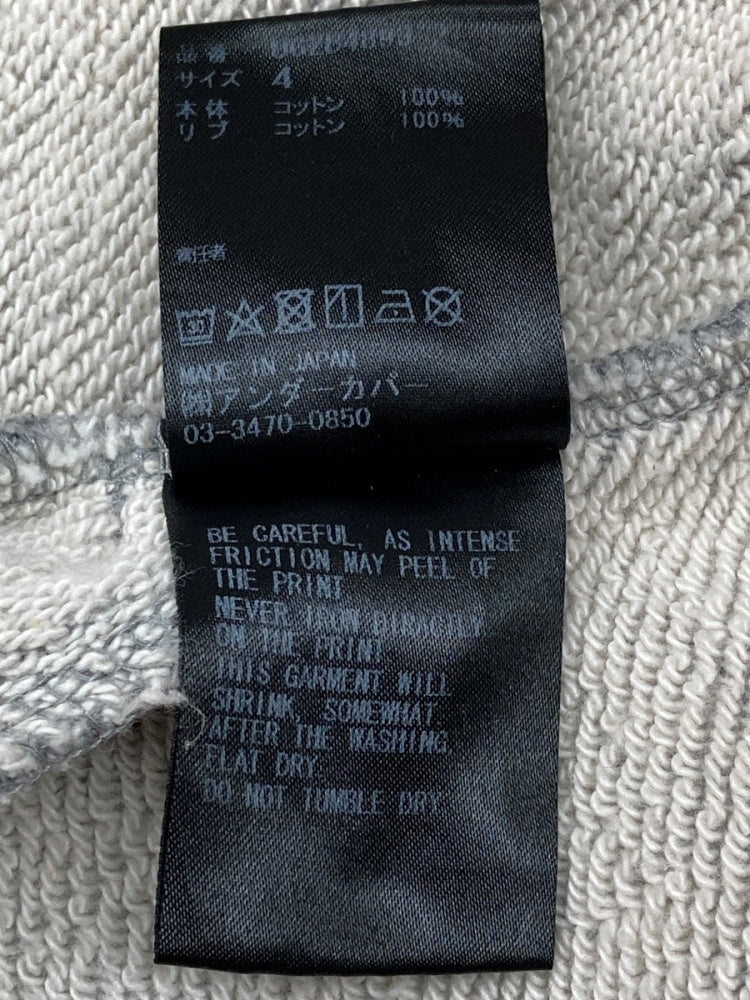 品番
サイズ 4
本体 コットン 100%
リブ コットン 100%
責任者
30
MADE IN JAPAN
㈱アンダーカバー
03-3470-0850
BE CAREFUL, AS INTENSE
FRICTION MAY PEEL OF
THE PRINT.
NEVER IRON DIRECTLY
ON THE PRINT
THIS GARMENT WILL
SHRINK, SOMEWHAT.
AFTER THE WASHING,
FLAT DRY.
DO NOT TUMBLE DRY